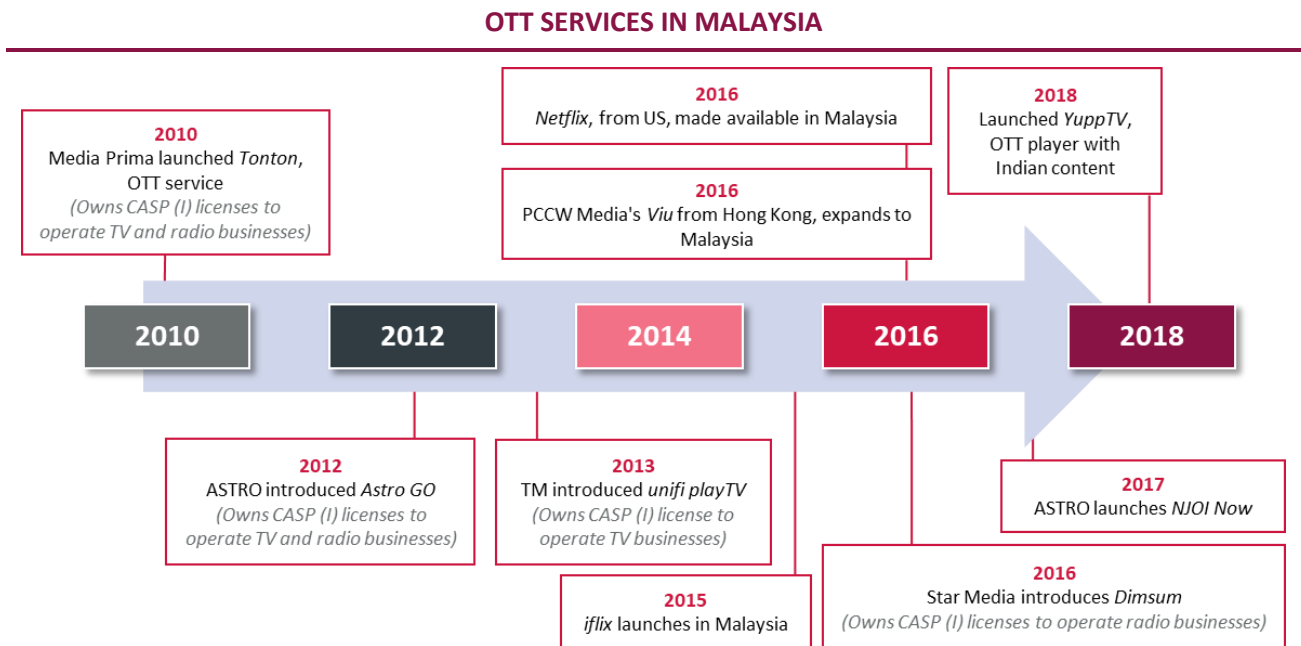 OTT SERVICES IN MALAYSIA
2010
Media Prima launched Tonton,
OTT service
(Owns CASP (I) licenses to
operate TV and radio businesses)
2016
Netflix, from US, made available in Malaysia
2016
PCCW Media's Viu from Hong Kong, expands to
Malaysia
2018
Launched YuppTV,
OTT player with
Indian content
2010
2012
2014
2016
2018
2012
ASTRO introduced Astro GO
(Owns CASP (I) licenses to
operate TV and radio businesses)
2013
TM introduced unifi playTV
(Owns CASP (I) license to
operate TV businesses)
2015
iflix launches in Malaysia
2017
ASTRO launches NJOI Now
2016
Star Media introduces Dimsum
(Owns CASP (I) licenses to operate radio businesses)